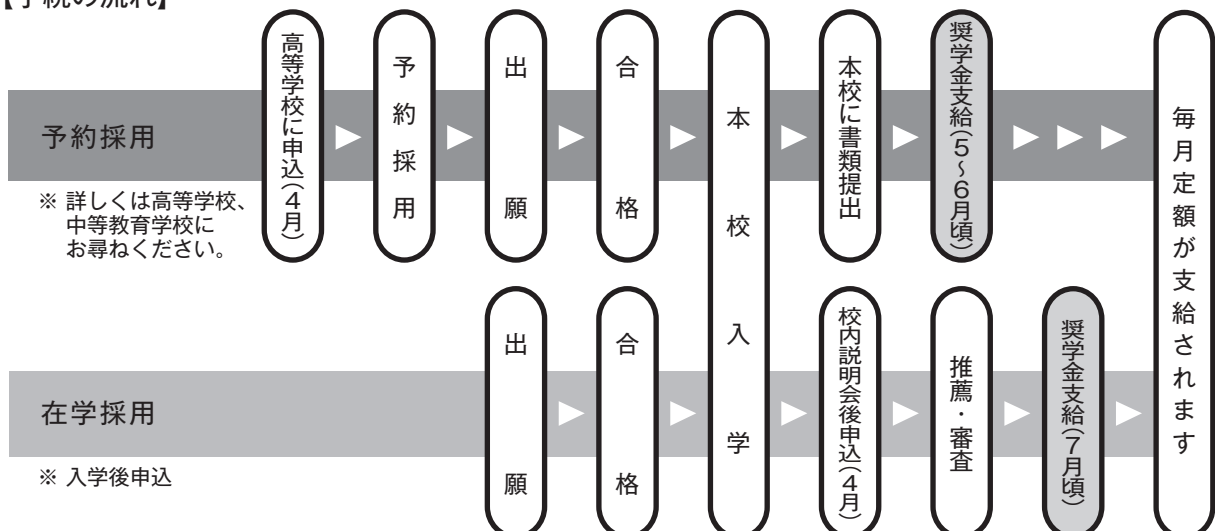 【手続の流れ】
予約採用
※ 詳しくは高等学校、
中等教育学校に
お尋ねください。
高等学校に申込(4月)
予約採用
出願
合格
本校入学
本校に書類提出
奨学金支給(5~6月頃)
毎月定額が支給されます
在学採用
※ 入学後申込
出願
合格
校内説明会後申込(4月)
推薦・審査
奨学金支給(7月頃)